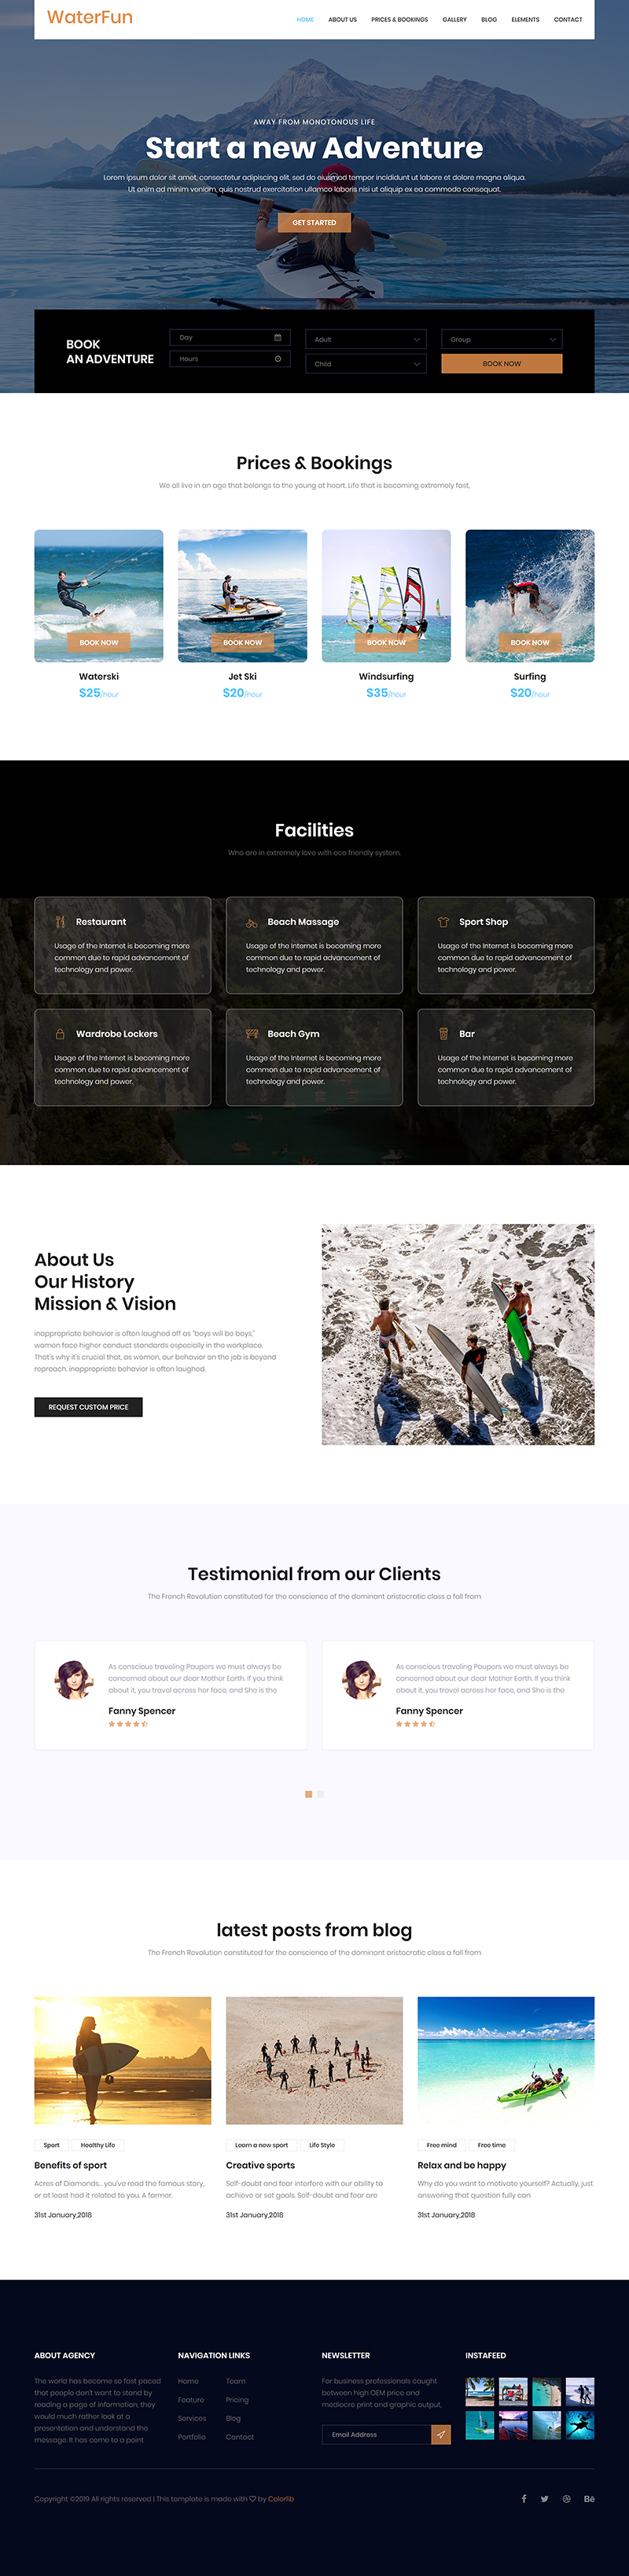 WaterFun
HOME ABOUT US PRICES & BOOKINGS GALLERY BLOG ELEMENTS CONTACT
AWAY FROM MONOTONOUS LIFE
Start a new Adventure
Lorem ipsum dolor sit amet, consectetur adipiscing elit, sed do eiusmod tempor incididunt ut labore et dolore magna aliqua.
Ut enim ad minim veniam, quis nostrud exercitation ullamco laboris nisi ut aliquip ex ea commodo consequat.
GET STARTED
BOOK
AN ADVENTURE
Day
Hours
Adult
Child
Group
BOOK NOW
Prices & Bookings
We all live in an age that belongs to the young at heart. Life that is becoming extremely fast,
BOOK NOW
Waterski
$25/hour
BOOK NOW
Jet Ski
$20/hour
BOOK NOW
Windsurfing
$35/hour
BOOK NOW
Surfing
$20/hour
Facilities
Who are in extremely love with eco friendly system.
Restaurant
Usage of the Internet is becoming more
common due to rapid advancement of
technology and power.
Beach Massage
Usage of the Internet is becoming more
common due to rapid advancement of
technology and power.
Sport Shop
Usage of the Internet is becoming more
common due to rapid advancement of
technology and power.
Wardrobe Lockers
Usage of the Internet is becoming more
common due to rapid advancement of
technology and power.
Beach Gym
Usage of the Internet is becoming more
common due to rapid advancement of
technology and power.
Bar
Usage of the Internet is becoming more
common due to rapid advancement of
technology and power.
About Us
Our History
Mission & Vision
inappropriate behavior is often laughed off as "boys will be boys,"
women face higher conduct standards especially in the workplace.
That's why it's crucial that, as women, our behavior on the job is beyond
reproach. inappropriate behavior is often laughed.
REQUEST CUSTOM PRICE
Testimonial from our Clients
The French Revolution constituted for the conscience of the dominant aristocratic class a fall from
As conscious traveling Paupers we must always be
concerned about our dear Mother Earth. If you think
about it, you travel across her face, and She is the
Fanny Spencer
As conscious traveling Paupers we must always be
concerned about our dear Mother Earth. If you think
about it, you travel across her face, and She is the
Fanny Spencer
latest posts from blog
The French Revolution constituted for the conscience of the dominant aristocratic class a fall from
Sport Healthy Life
Benefits of sport
Acres of Diamonds... you've read the famous story,
or at least had it related to you. A farmer.
31st January,2018
Learn a new sport Life Style
Creative sports
Self-doubt and fear interfere with our ability to
achieve or set goals. Self-doubt and fear are
31st January,2018
Free mind Free time
Relax and be happy
Why do you want to motivate yourself? Actually, just
answering that question fully can
31st January,2018
ABOUT AGENCY
The world has become so fast paced
that people don't want to stand by
reading a page of information, they
would much rather look at a
presentation and understand the
message. It has come to a point
NAVIGATION LINKS
Home
Feature
Services
Portfolio
Team
Pricing
Blog
Contact
NEWSLETTER
For business professionals caught
between high OEM price and
mediocre print and graphic output,
Email Address
INSTAFEED
Copyright ©2019 All rights reserved | This template is made with ♡ by Colorlib